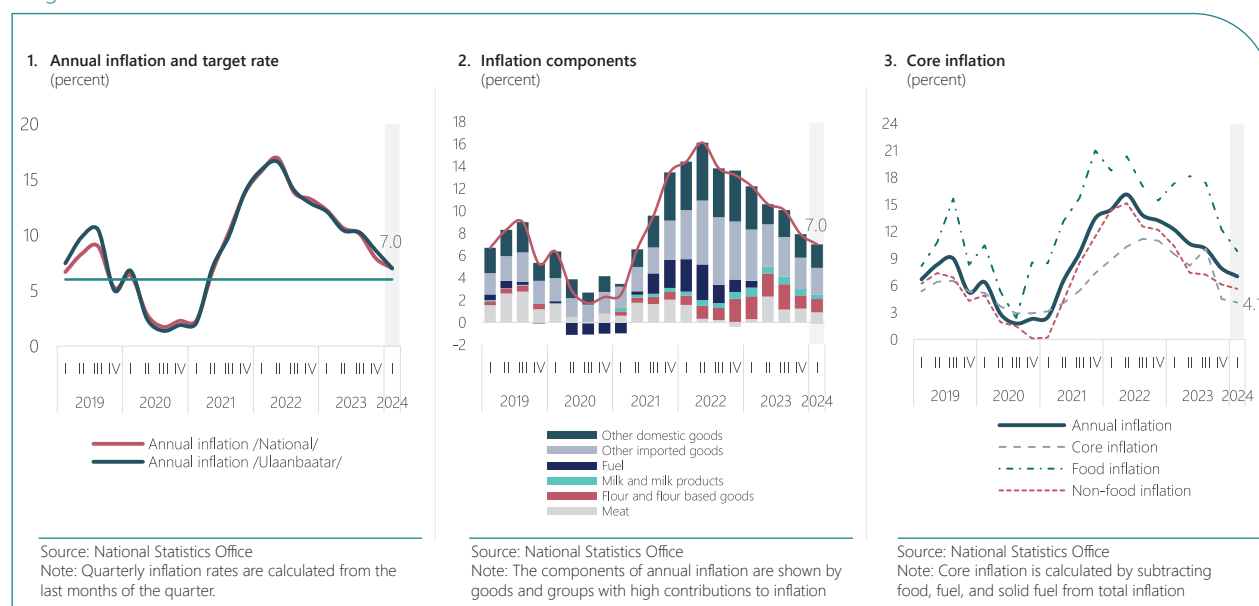 1. Annual inflation and target rate
(percent)
20
15
10
5
0
7.0
I II III IV I II III IV I II III IV I II III IV I II III IV I
2019 2020 2021 2022 2023 2024
Annual inflation /National/
Annual inflation /Ulaanbaatar/
Source: National Statistics Office
Note: Quarterly inflation rates are calculated from the
last months of the quarter.
2. Inflation components
(percent)
18
16
14
12
10
8
6
4
2
0
-2
7.0
I II III IV I II III IV I II III IV I II III IV I II III IV I
2019 2020 2021 2022 2023 2024
Other domestic goods
Other imported goods
Fuel
Milk and milk products
Flour and flour based goods
Meat
Source: National Statistics Office
Note: The components of annual inflation are shown by
goods and groups with high contributions to inflation
3. Core inflation
(percent)
24
21
18
15
12
9
6
3
0
I II III IV I II III IV I II III IV I II III IV I II III IV I
2019 2020 2021 2022 2023 2024
Annual inflation
Core inflation
Food inflation
Non-food inflation
Source: National Statistics Office
Note: Core inflation is calculated by subtracting
food, fuel, and solid fuel from total inflation